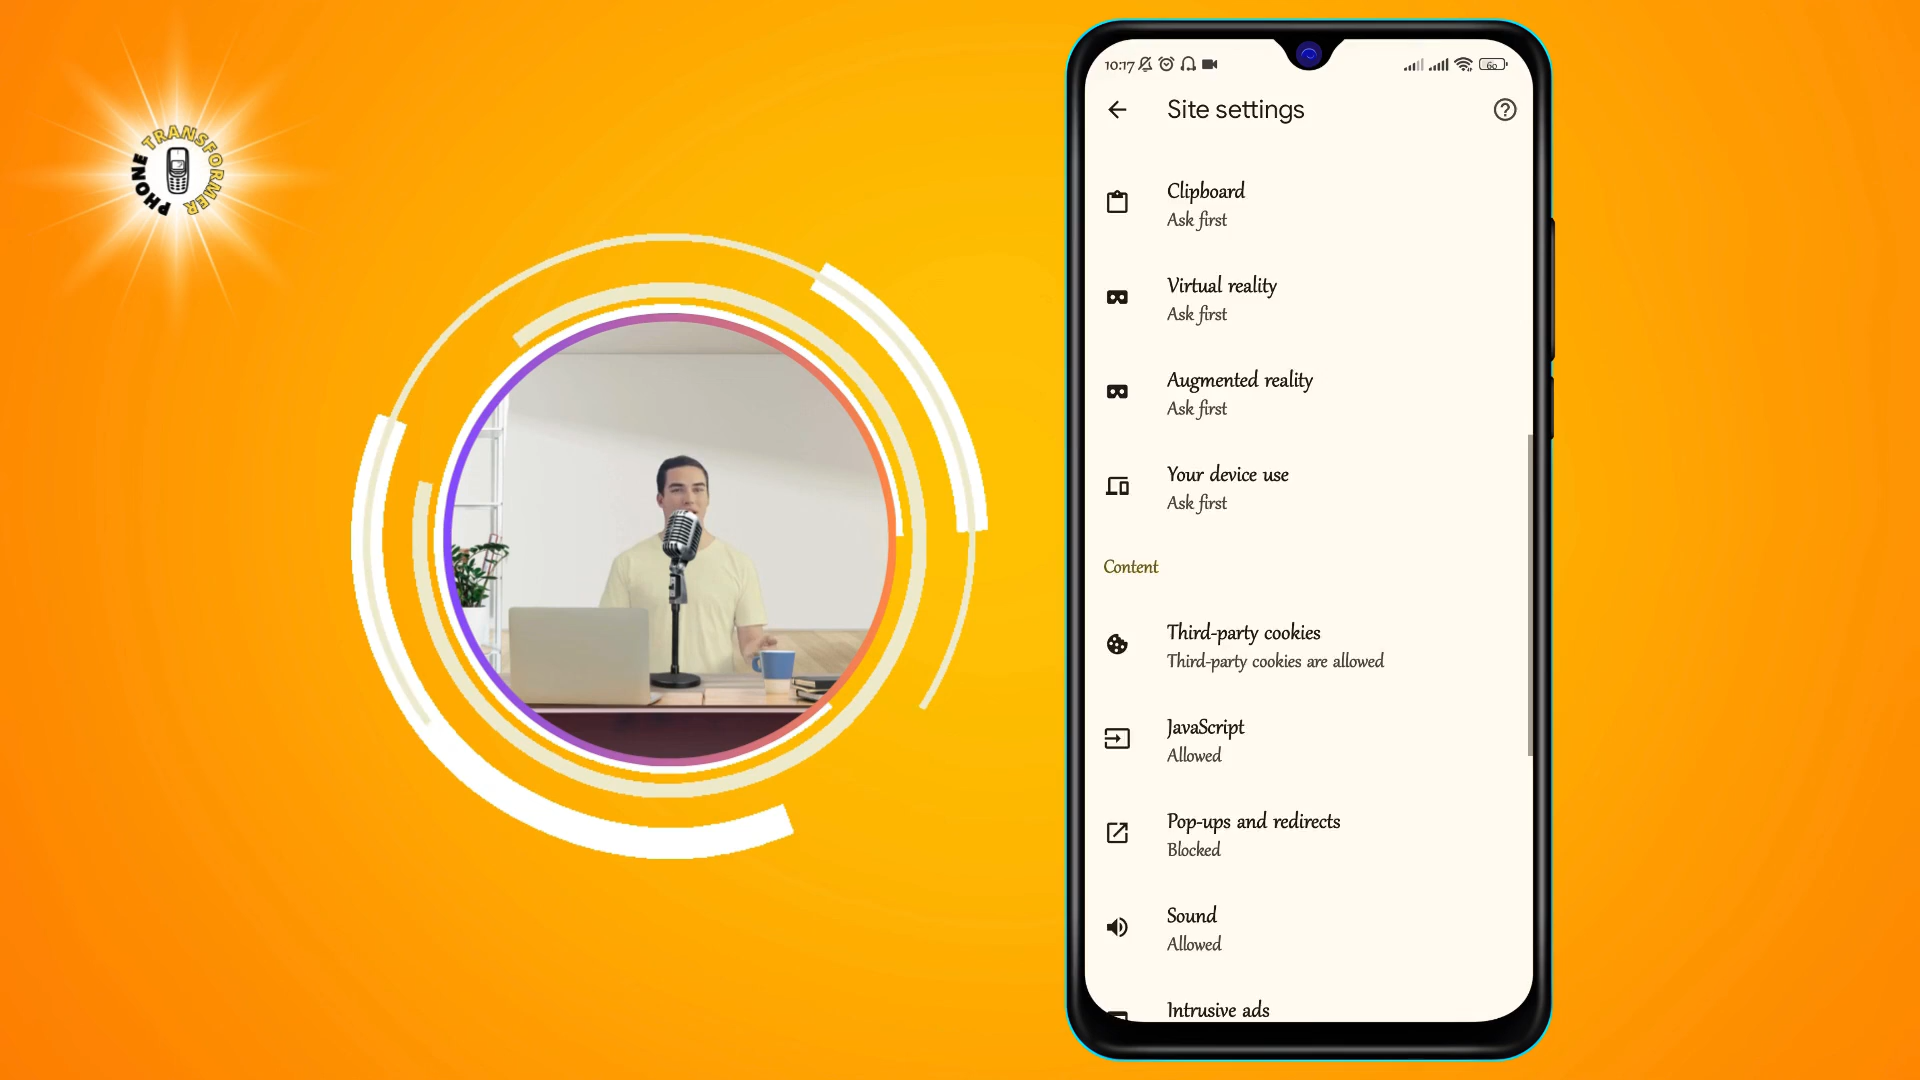 PHONE TRANSFORMER
10:17
60
Site settings
Clipboard
Ask first
Virtual reality
Ask first
Augmented reality
Ask first
Your device use
Ask first
Content
Third-party cookies
Third-party cookies are allowed
JavaScript
Allowed
Pop-ups and redirects
Blocked
Sound
Allowed
Intrusive ads